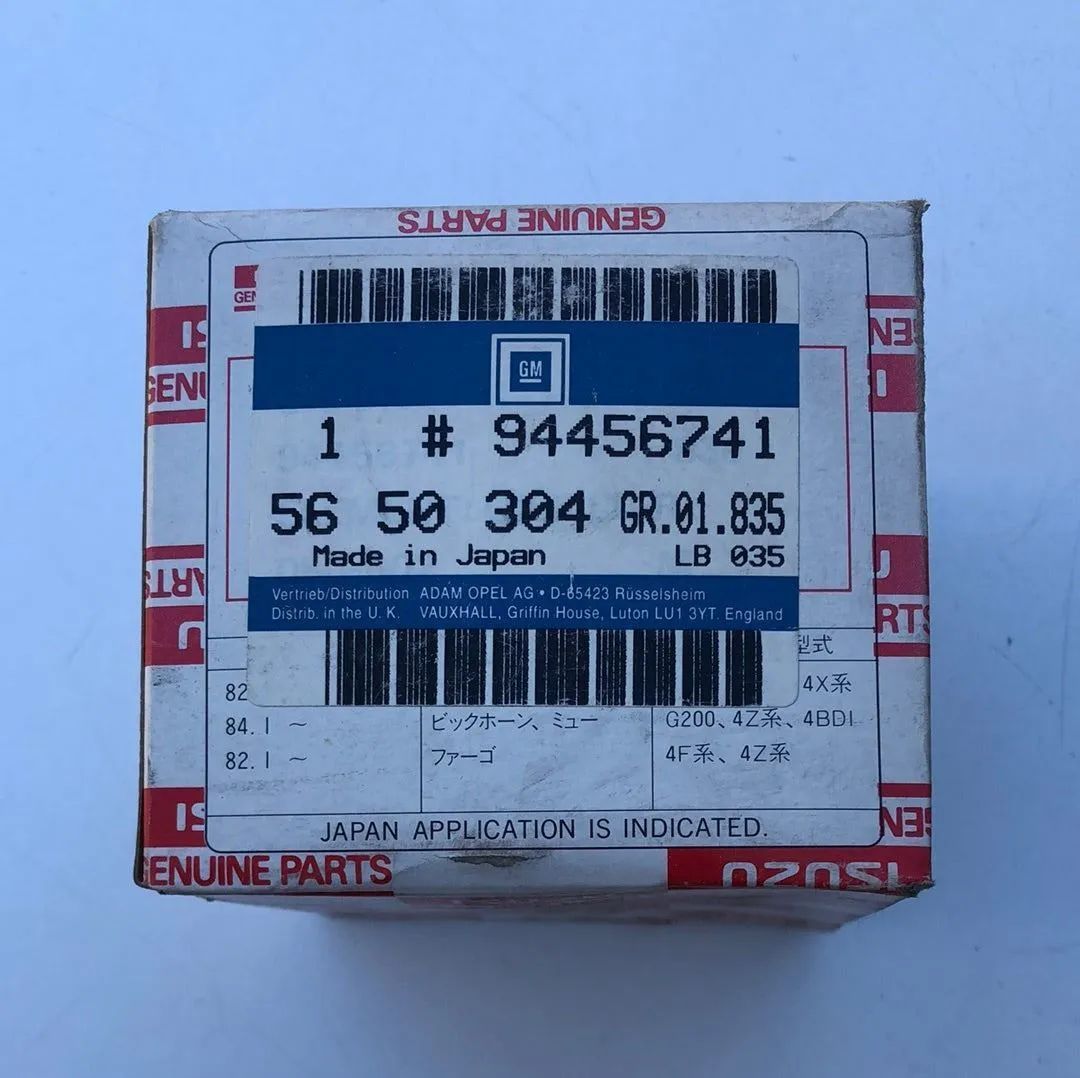 GENUINE PARTS
GEN
GM
1 # 94456741
56 50 304 GR.01.835
Made in Japan LB 035
Vertrieb/Distribution ADAM OPEL AG • D-65423 Rüsselsheim
Distrib. in the U. K. VAUXHALL, Griffin House, Luton LU1 3YT. England
型式
82 4X系
84.1 ~ ビックホーン、ミュー G200、4Z系、4BD1
82.1 ~ ファーゴ 4F系、4Z系
JAPAN APPLICATION IS INDICATED.
GENUINE PARTS ISUZU